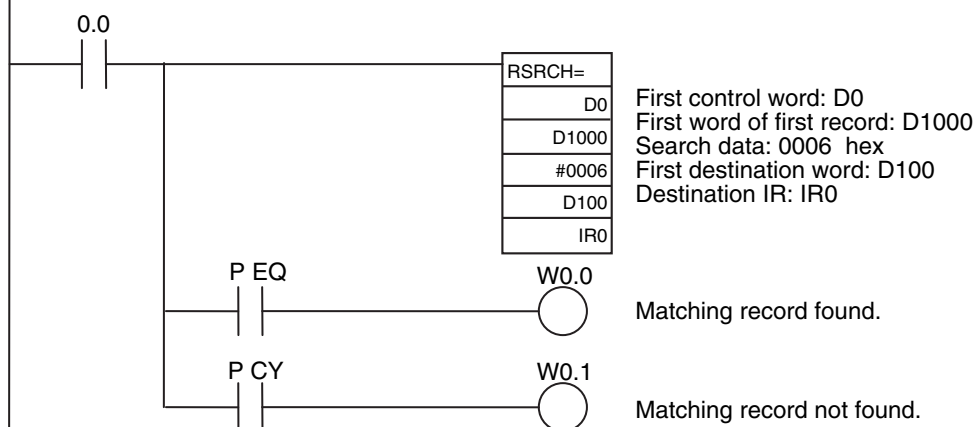 0.0
RSRCH=
D0
D1000
#0006
D100
IR0
First control word: D0
First word of first record: D1000
Search data: 0006 hex
First destination word: D100
Destination IR: IR0
P EQ
W0.0
Matching record found.
P CY
W0.1
Matching record not found.